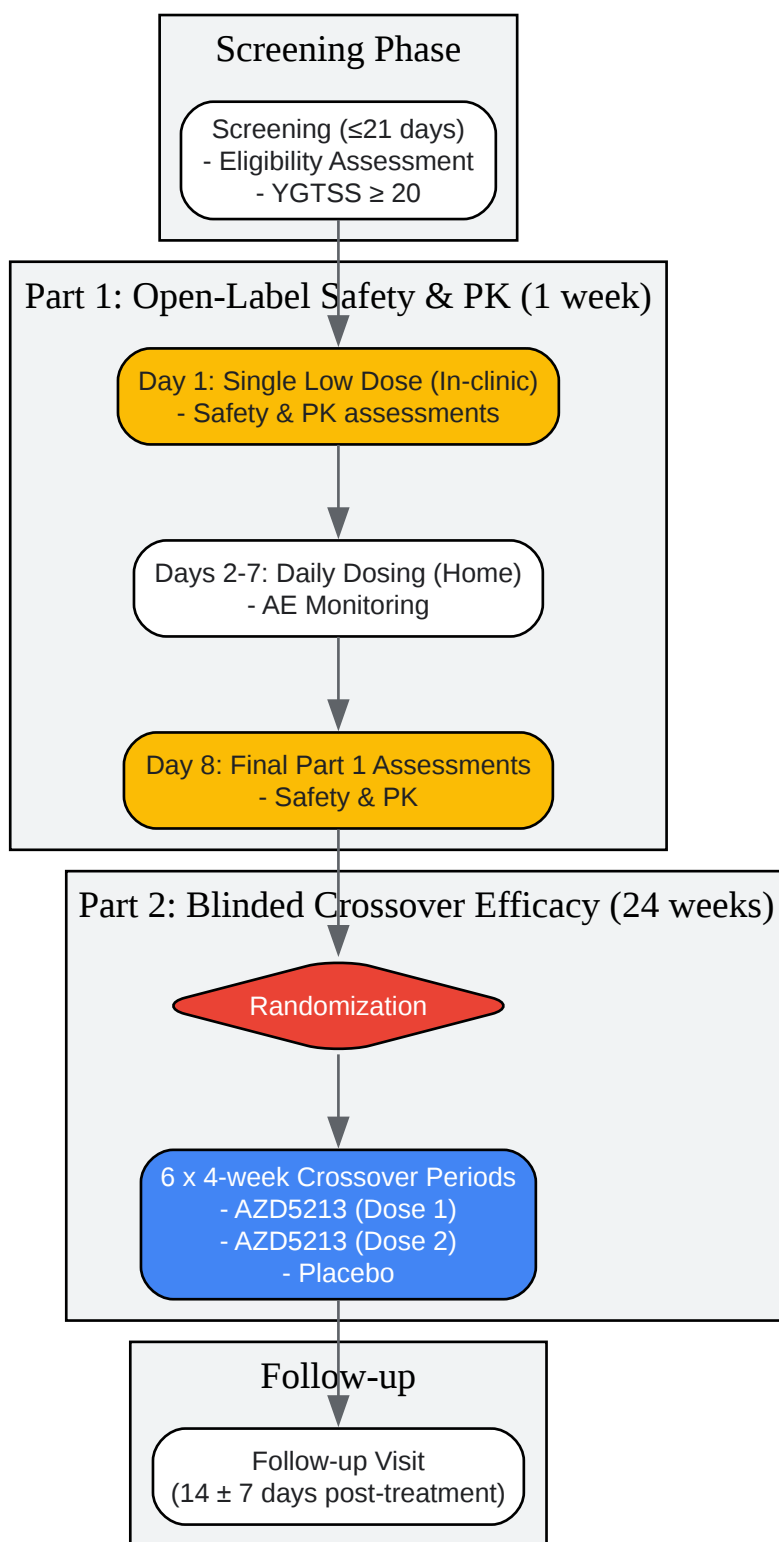 Screening Phase
Screening (≤21 days)
- Eligibility Assessment
- YGTSS ≥ 20
Part 1: Open-Label Safety & PK (1 week)
Day 1: Single Low Dose (In-clinic)
- Safety & PK assessments
Days 2-7: Daily Dosing (Home)
- AE Monitoring
Day 8: Final Part 1 Assessments
- Safety & PK
Part 2: Blinded Crossover Efficacy (24 weeks)
Randomization
6 x 4-week Crossover Periods
- AZD5213 (Dose 1)
- AZD5213 (Dose 2)
- Placebo
Follow-up
Follow-up Visit
(14 ± 7 days post-treatment)